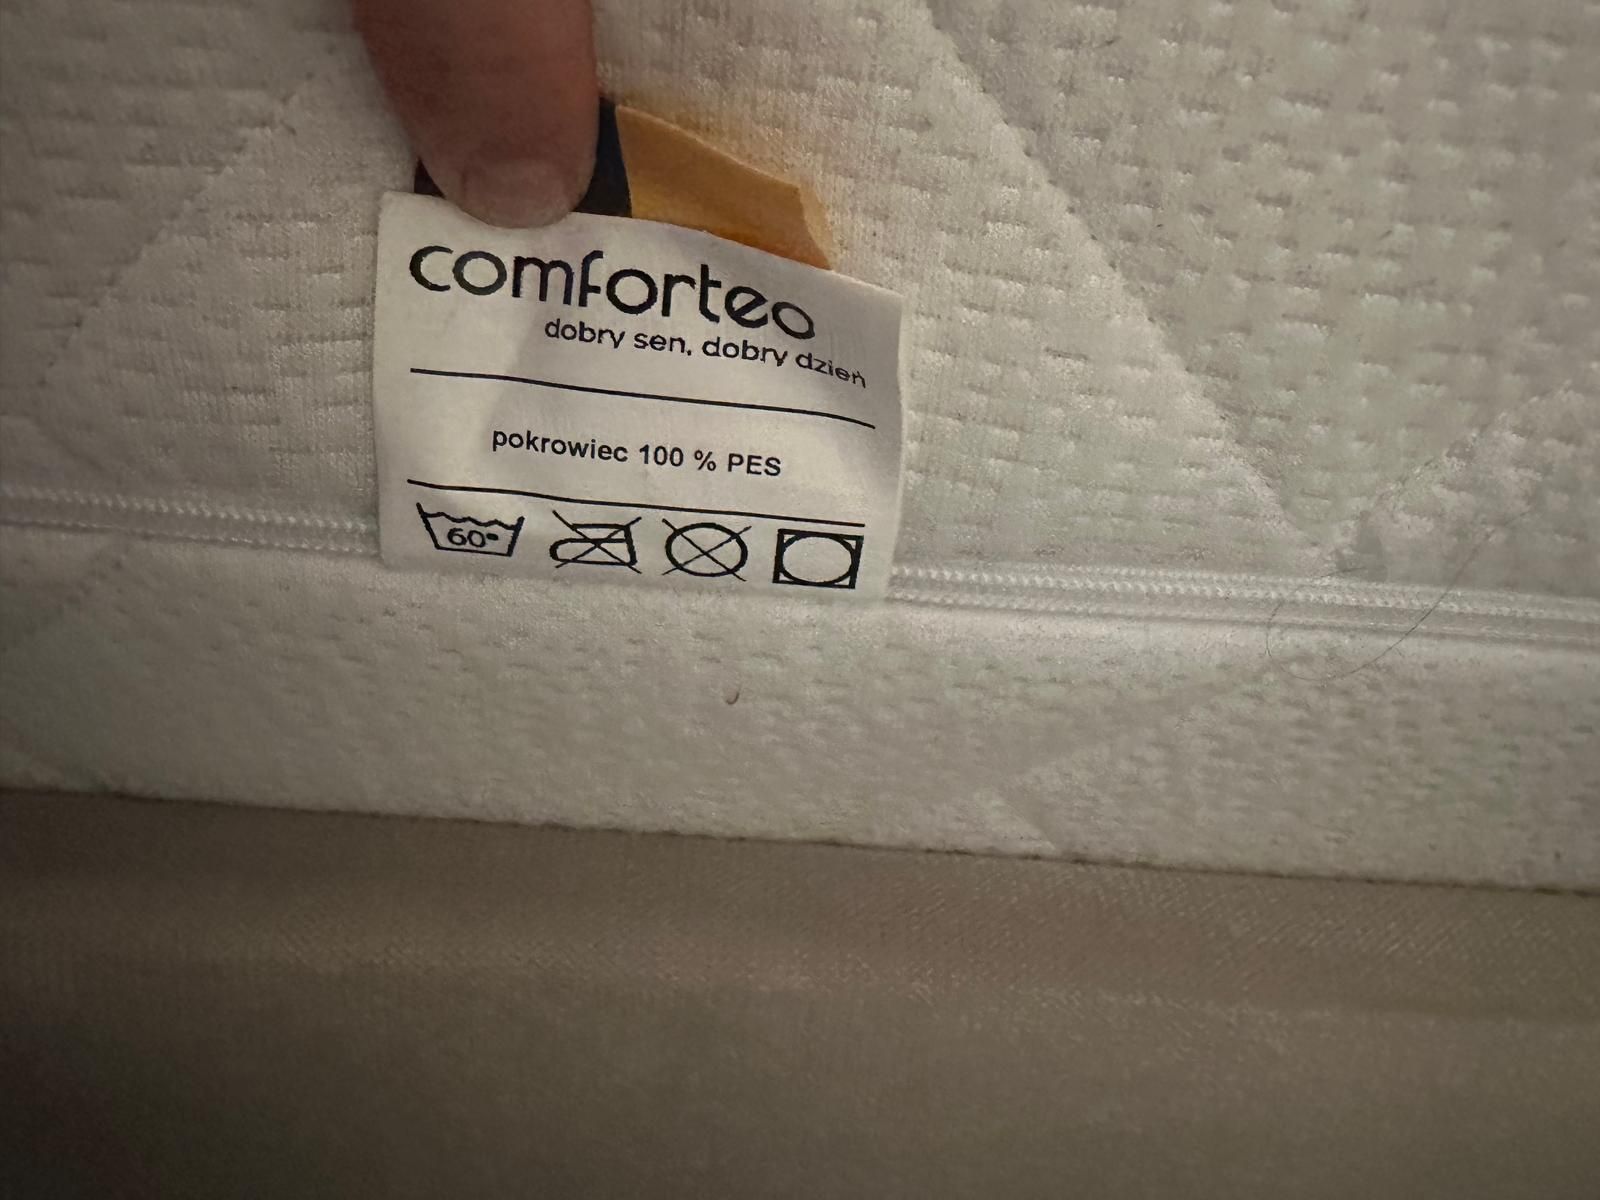 comforteo
dobry sen, dobry dzień
pokrowiec 100 % PES
60°